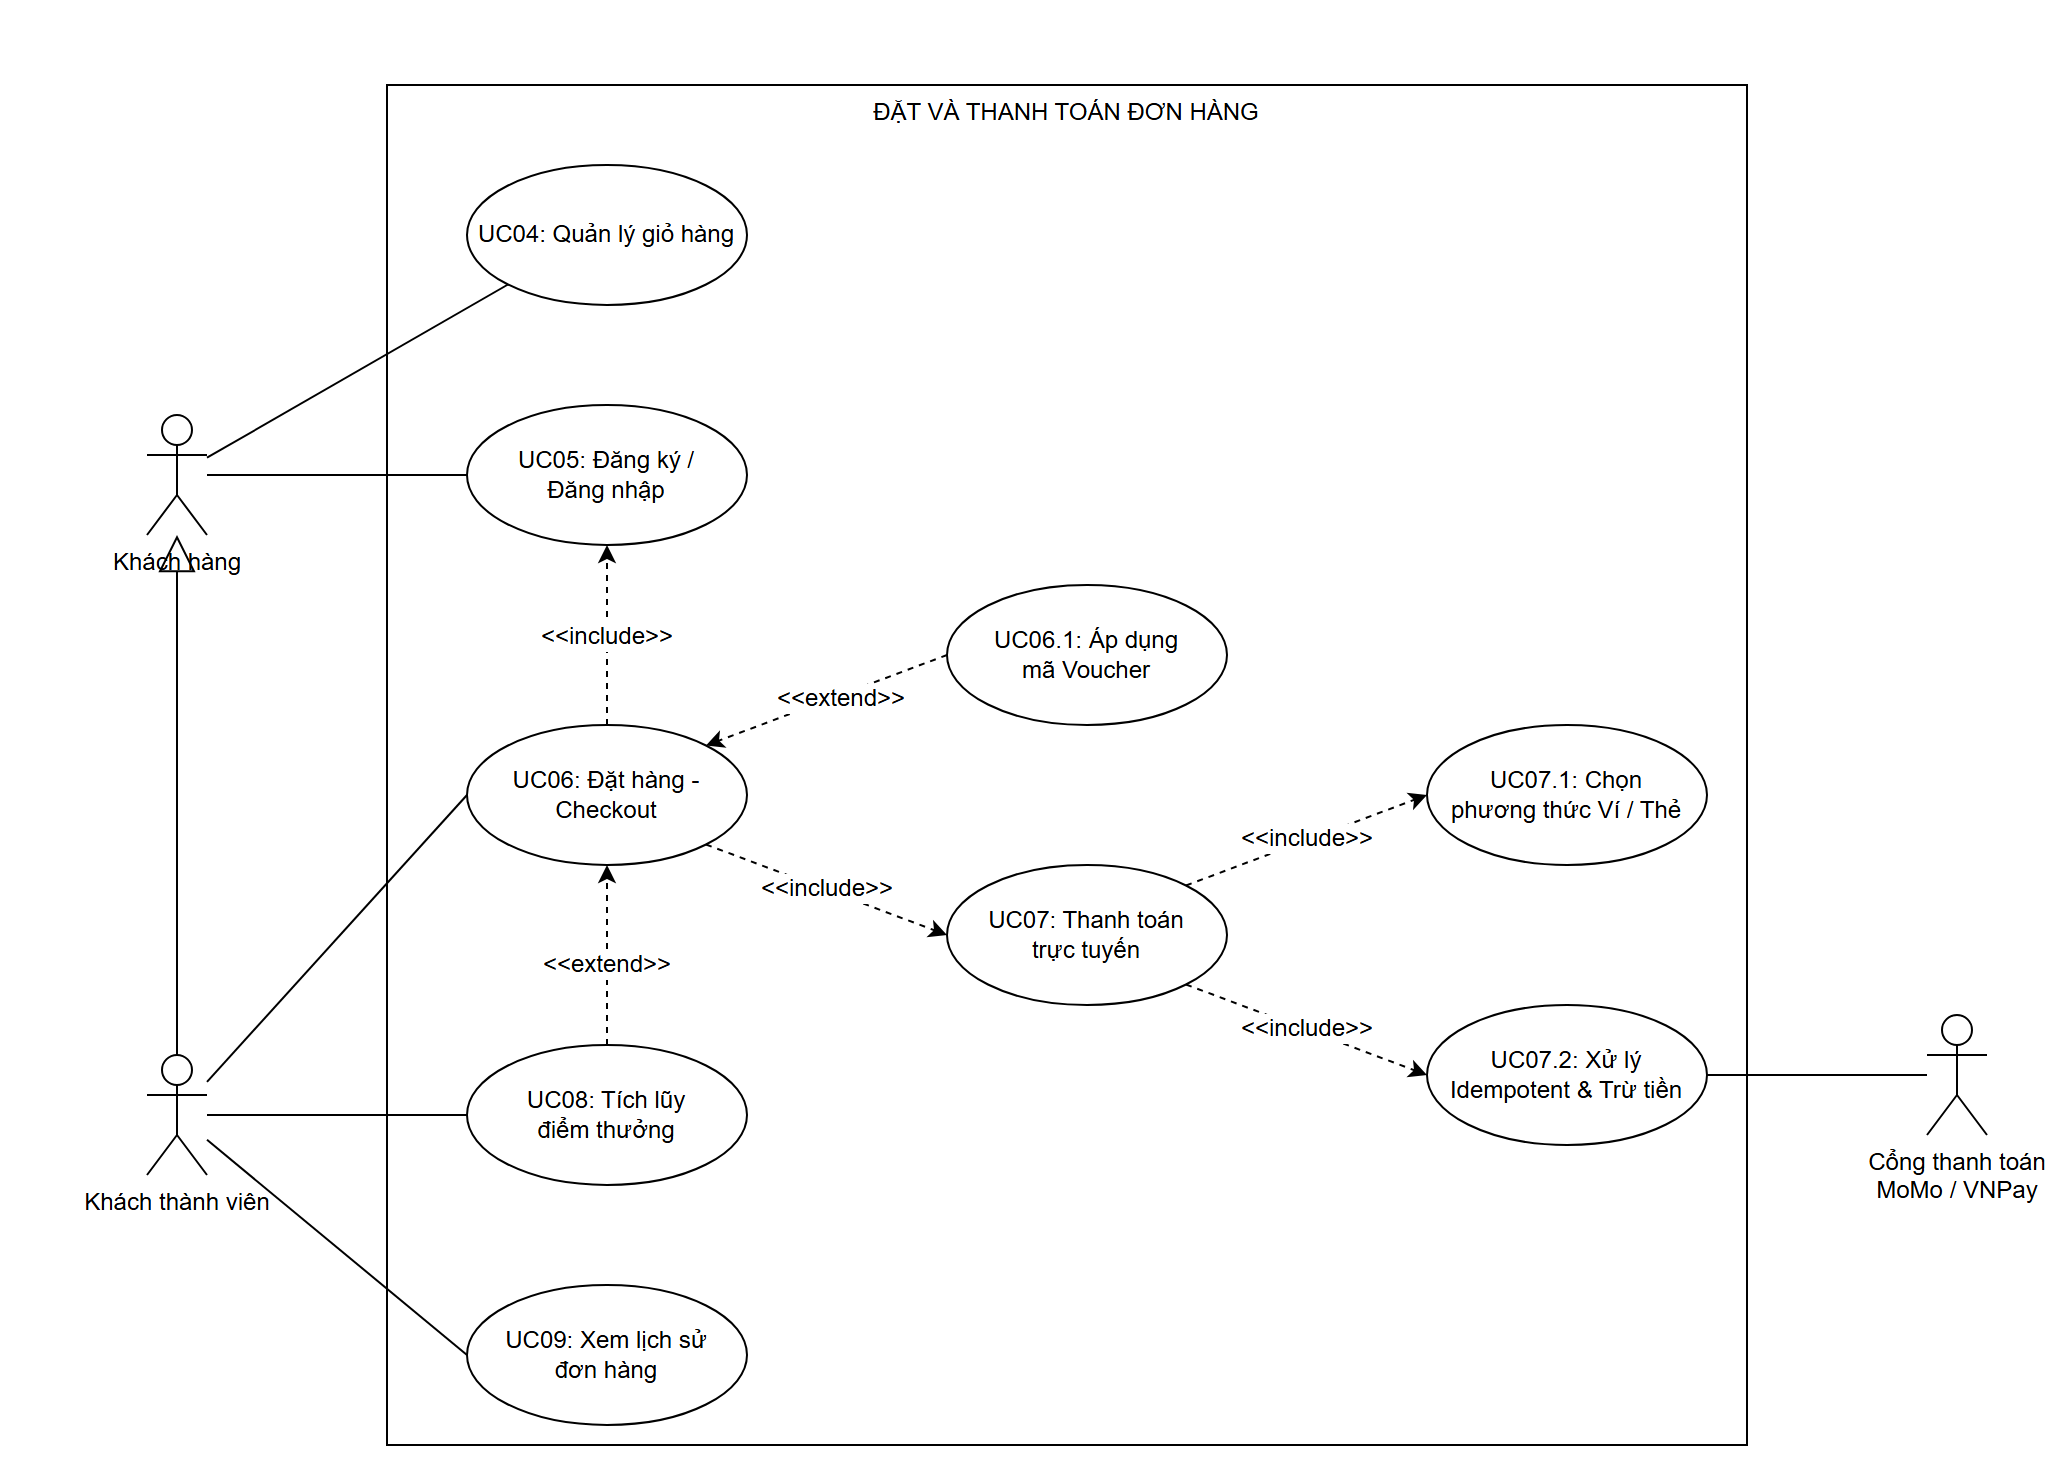 ĐẶT VÀ THANH TOÁN ĐƠN HÀNG
UC04: Quản lý giỏ hàng
UC05: Đăng ký /
Đăng nhập
Khách hàng
<<include>>
UC06.1: Áp dụng
mã Voucher
<<extend>>
UC06: Đặt hàng -
Checkout
UC07.1: Chọn
phương thức Ví / Thẻ
<<include>>
<<include>>
UC07: Thanh toán
trực tuyến
<<extend>>
<<include>>
UC07.2: Xử lý
Idempotent & Trừ tiền
UC08: Tích lũy
điểm thưởng
Khách thành viên
Cổng thanh toán
MoMo / VNPay
UC09: Xem lịch sử
đơn hàng